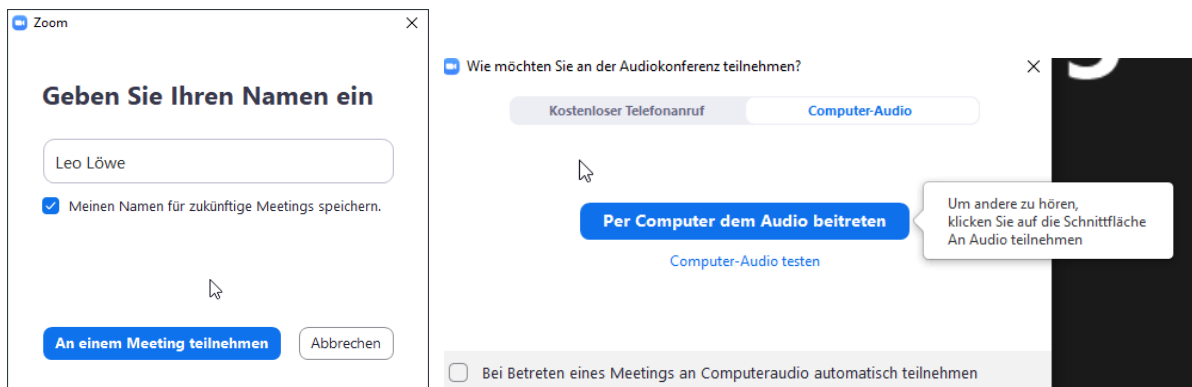 Zoom
Geben Sie Ihren Namen ein
Leo Löwe
Meinen Namen für zukünftige Meetings speichern.
An einem Meeting teilnehmen
Abbrechen
Wie möchten Sie an der Audiokonferenz teilnehmen?
Kostenloser Telefonanruf
Computer-Audio
Per Computer dem Audio beitreten
Um andere zu hören,
klicken Sie auf die Schnittfläche
An Audio teilnehmen
Computer-Audio testen
Bei Betreten eines Meetings an Computeraudio automatisch teilnehmen